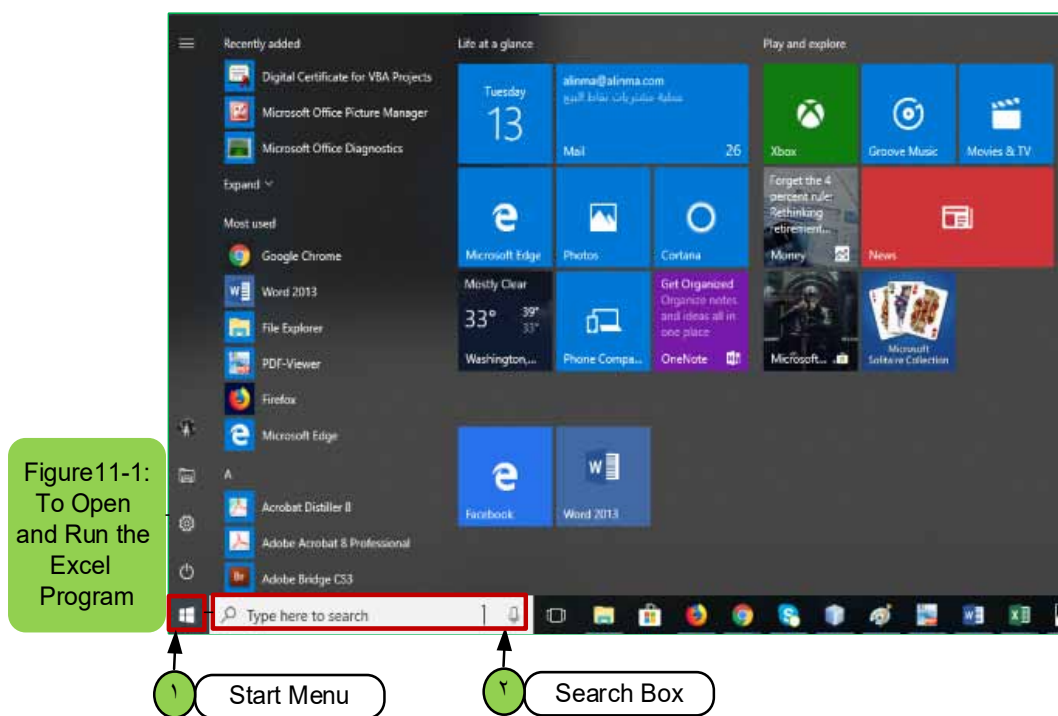 Recently added
Digital Certificate for VBA Projects
Microsoft Office Picture Manager
Microsoft Office Diagnostics
Expand
Most used
Google Chrome
Word 2013
File Explorer
PDF-Viewer
Firefox
Microsoft Edge
A
Acrobat Distiller 8
Adobe Acrobat 8 Professional
Adobe Bridge CS3
Type here to search
Life at a glance
Tuesday
13
alinma@alinma.com
عملية مشتريات نقاط البيع
Mail 26
Microsoft Edge
Photos
Cortana
Mostly Clear
33° 39°
33°
Washington,...
Phone Compa...
Get Organized
Organize notes
and ideas all in
one place
OneNote
Facebook
Word 2013
Play and explore
Xbox
Groove Music
Movies & TV
Forget the 4
percent rule:
Rethinking
retirement...
Money
News
Microsoft...
Microsoft
Solitaire Collection
Figure11-1:
To Open
and Run the
Excel
Program
١ Start Menu
٢ Search Box